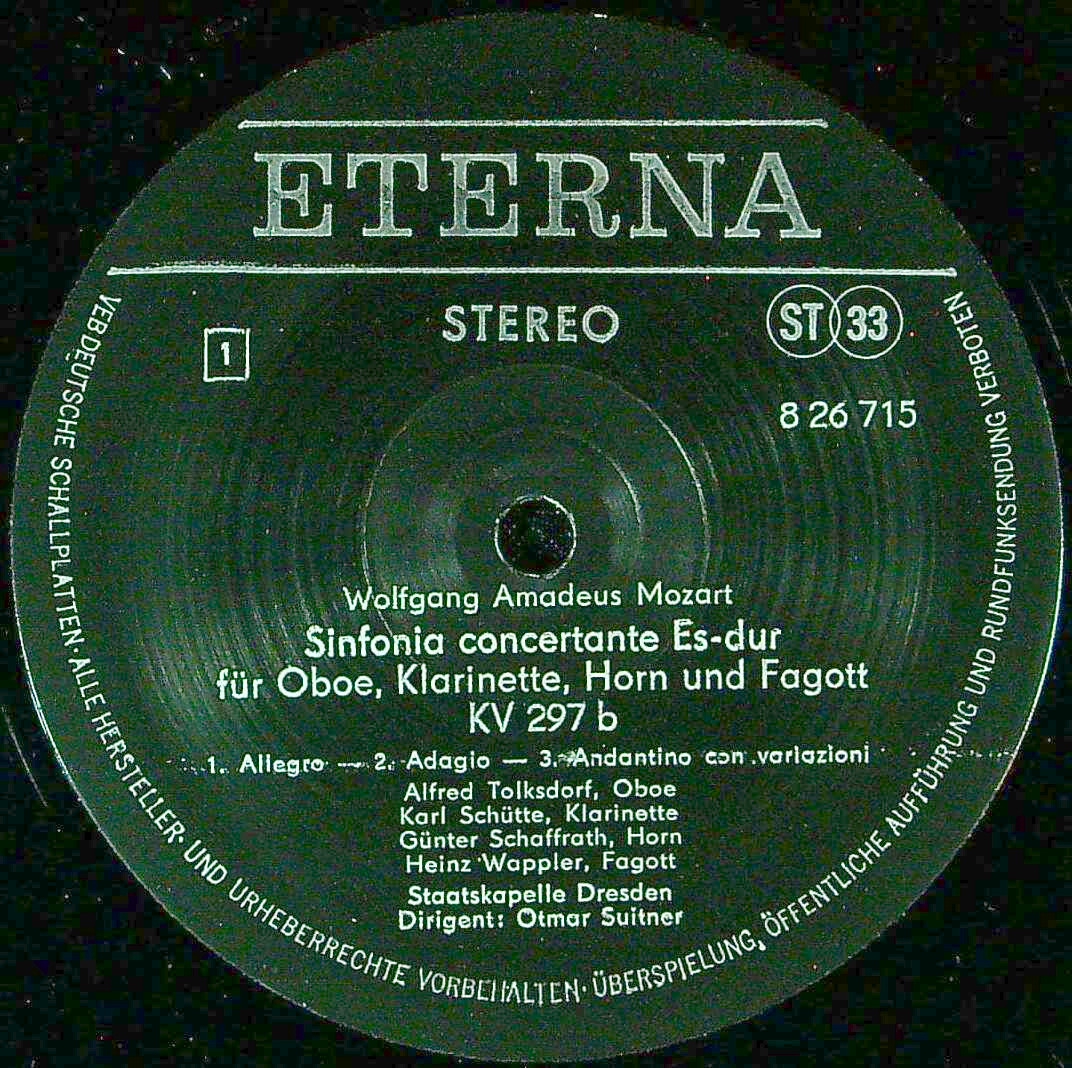 ETERNA
STEREO
ST 33
1
8 26 715
Wolfgang Amadeus Mozart
Sinfonia concertante Es-dur
für Oboe, Klarinette, Horn und Fagott
KV 297 b
1. Allegro — 2. Adagio — 3. Andantino con variazioni
Alfred Tolksdorf, Oboe
Karl Schütte, Klarinette
Günter Schaffrath, Horn
Heinz Wappler, Fagott
Staatskapelle Dresden
Dirigent: Otmar Suitner
VEB DEUTSCHE SCHALLPLATTEN · ALLE HERSTELLER- UND URHEBERRECHTE VORBEHALTEN · ÜBERSPIELUNG, ÖFFENTLICHE AUFFÜHRUNG UND RUNDFUNKSENDUNG VERBOTEN